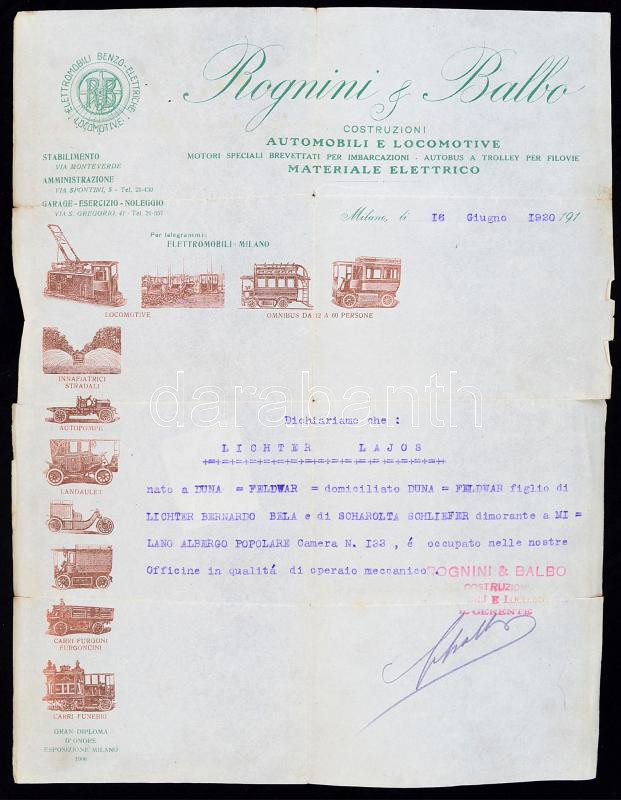 ELETTROMOBILI BENZO-ELETTRICHE
LOCOMOTIVE
RB
Rognini & Balbo
COSTRUZIONI
AUTOMOBILI E LOCOMOTIVE
MOTORI SPECIALI BREVETTATI PER IMBARCAZIONI - AUTOBUS A TROLLEY PER FILOVIE
MATERIALE ELETTRICO
STABILIMENTO
VIA MONTEVERDE
AMMINISTRAZIONE
VIA SPONTINI, 5 - Tel. 21-430
GARAGE - ESERCIZIO - NOLEGGIO
VIA S. GREGORIO, 41 - Tel. 21-557
Milano, li 16 Giugno 1920 191
Per telegrammi:
ELETTROMOBILI - MILANO
LOCOMOTIVE
OMNIBUS DA 12 A 60 PERSONE
INNAFIATRICI
STRADALI
AUTOPOMPE
LANDAULET
CARRI FURGONI
FURGONCINI
CARRI FUNEBRI
GRAN DIPLOMA
D'ONORE
ESPOSIZIONE MILANO
1906
darabanth
Dichiariamo che :
LICHTER LAJOS
nato a DUNA = FELDWAR = domiciliato DUNA = FELDWAR figlio di
LICHTER BERNARDO BELA e di SCHAROLTA SCHLIEFER dimorante a MI =
LANO ALBERGO POPOLARE Camera N. 133 , é occupato nelle nostre
Officine in qualitá di operaio meccanico.
ROGNINI & BALBO
COSTRUZIONI
E LOCOMO
IL GERENTE